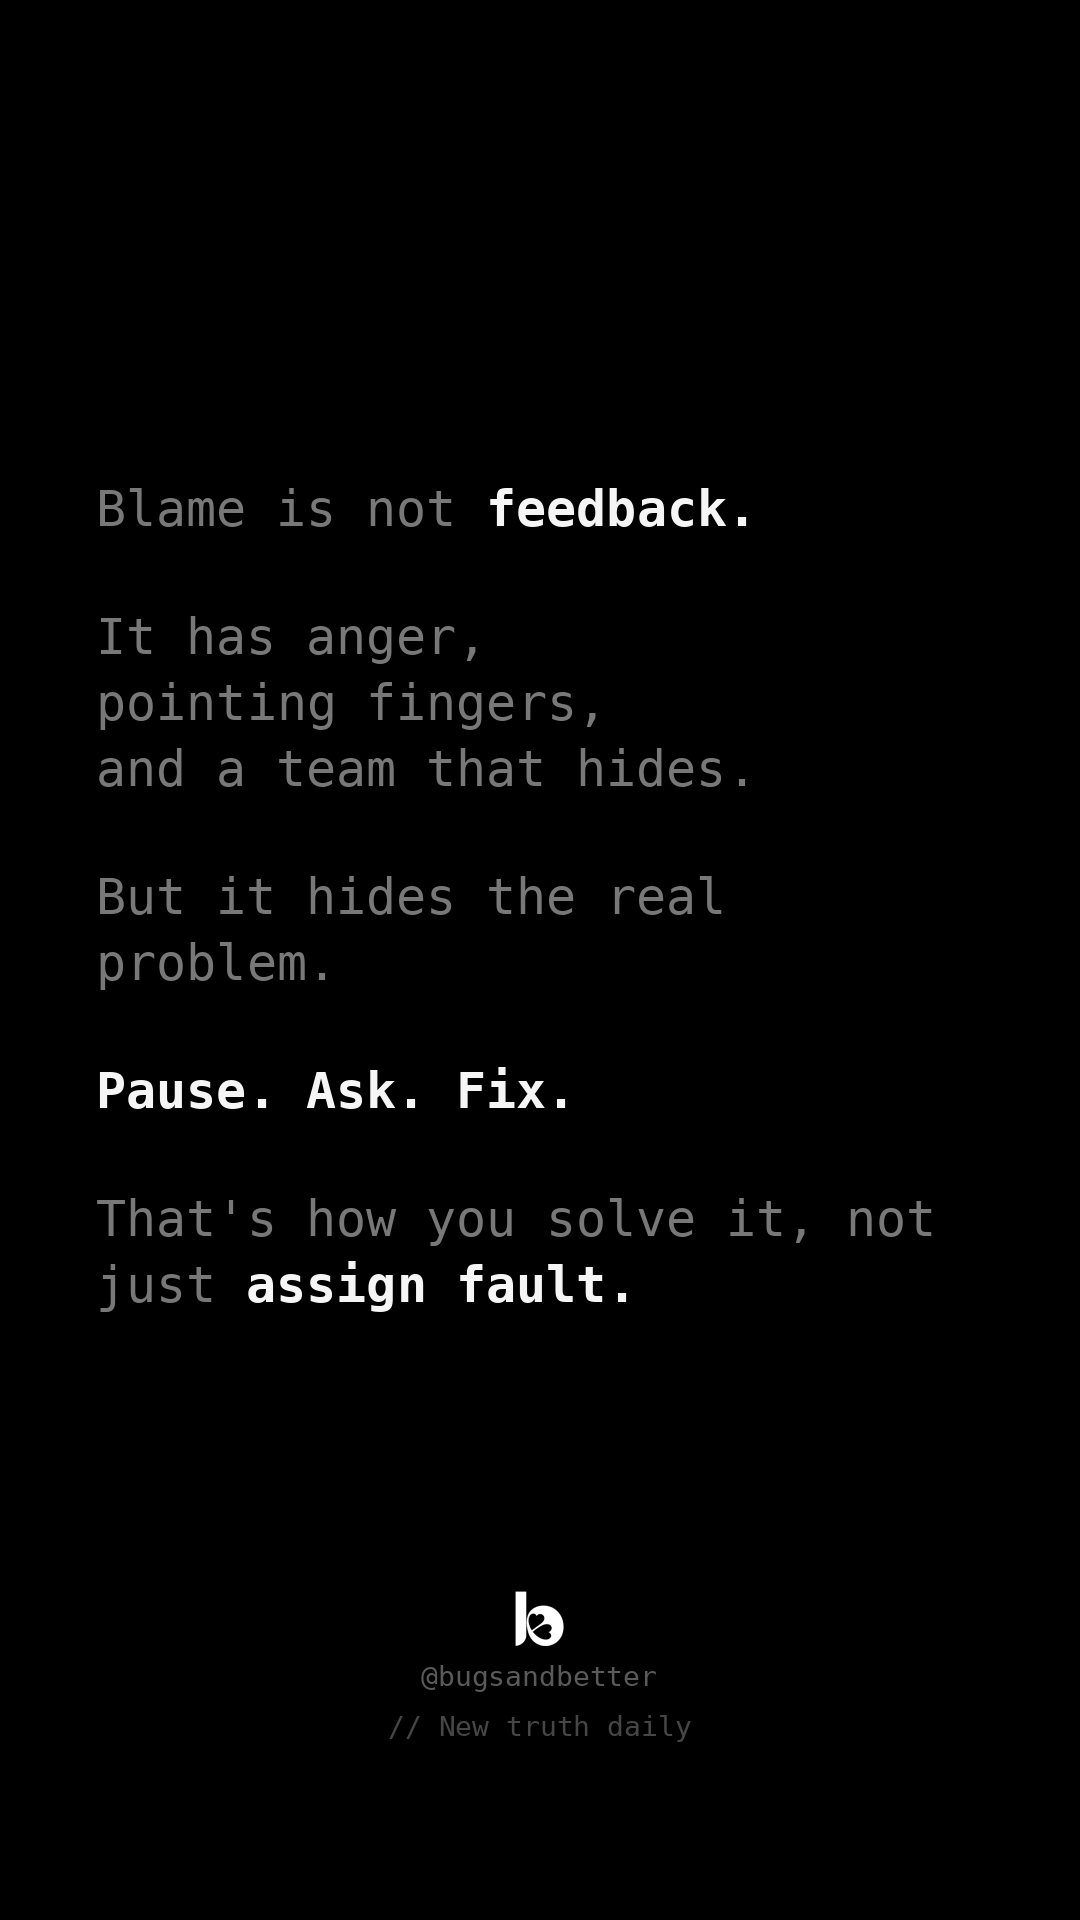 Blame is not feedback.
It has anger,
pointing fingers,
and a team that hides.
But it hides the real
problem.
Pause. Ask. Fix.
That's how you solve it, not
just assign fault.
b
@bugsandbetter
// New truth daily